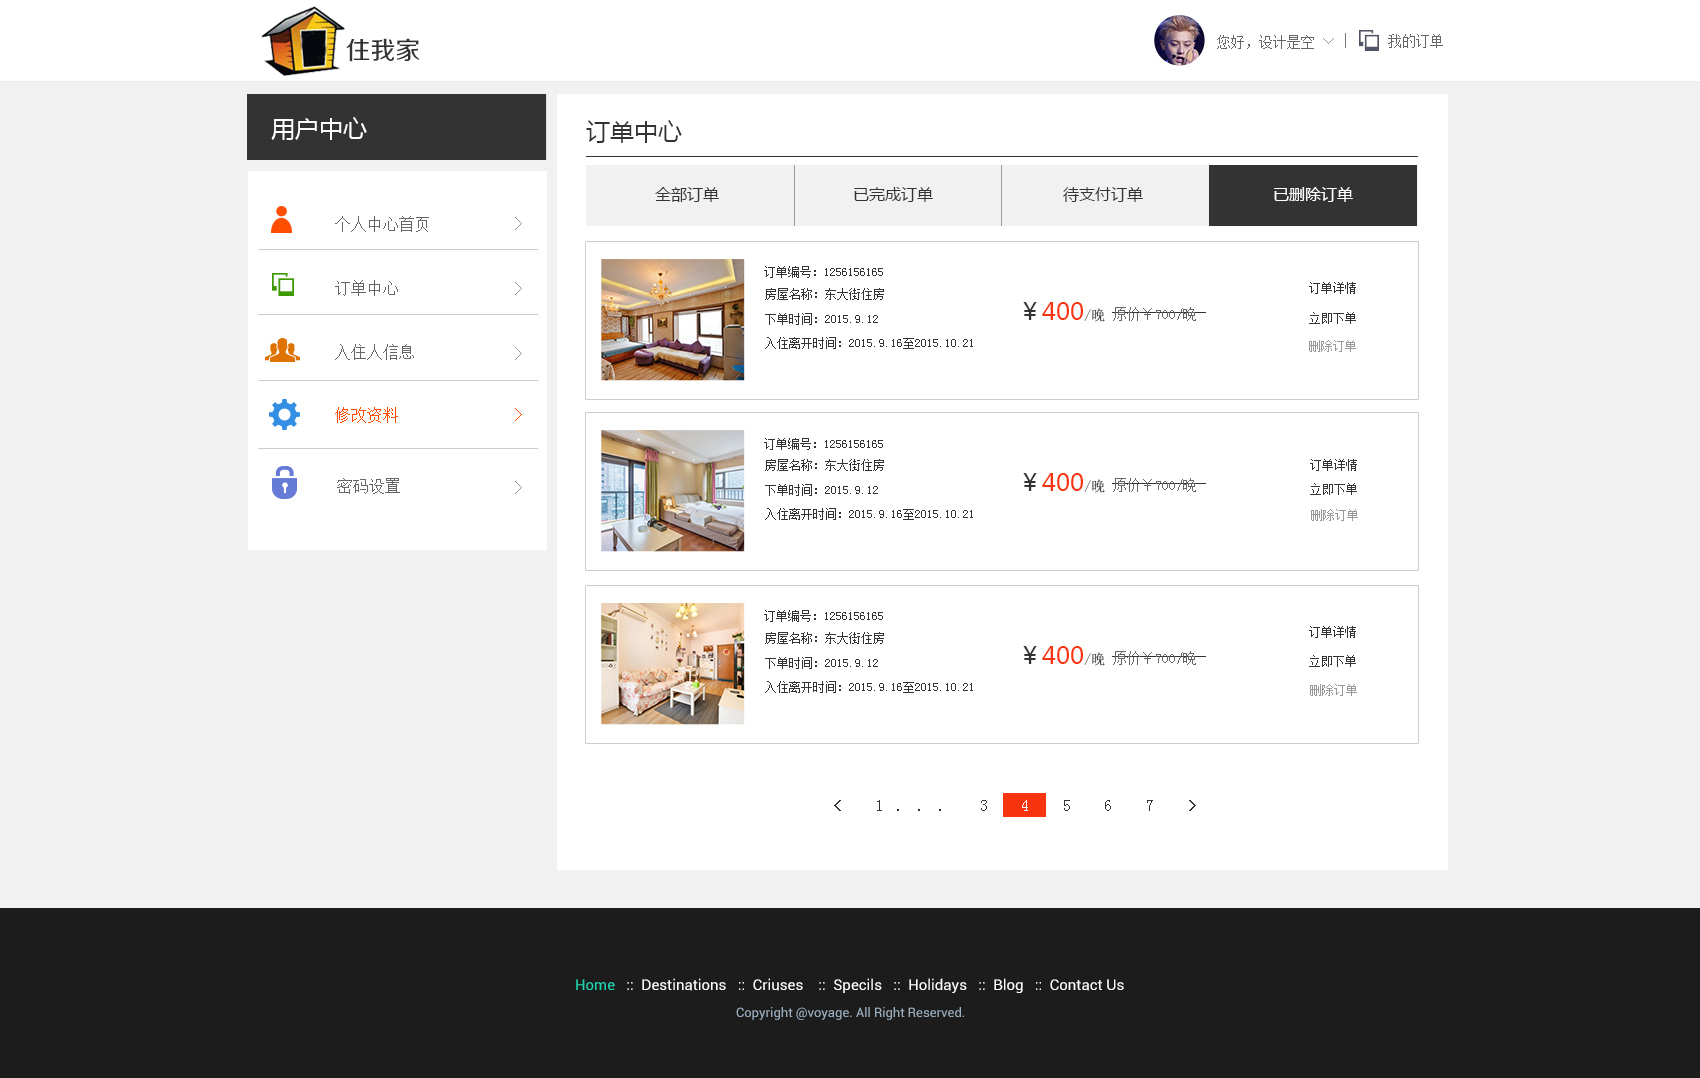 住我家
您好，设计是空
我的订单
用户中心
个人中心首页
订单中心
入住人信息
修改资料
密码设置
订单中心
全部订单 已完成订单 待支付订单 已删除订单
订单编号：1256156165
房屋名称：东大街住房
下单时间：2015.9.12
入住离开时间：2015.9.16至2015.10.21
¥ 400/晚 原价¥700/晚
订单详情
立即下单
删除订单
订单编号：1256156165
房屋名称：东大街住房
下单时间：2015.9.12
入住离开时间：2015.9.16至2015.10.21
¥ 400/晚 原价¥700/晚
订单详情
立即下单
删除订单
订单编号：1256156165
房屋名称：东大街住房
下单时间：2015.9.12
入住离开时间：2015.9.16至2015.10.21
¥ 400/晚 原价¥700/晚
订单详情
立即下单
删除订单
< 1 . . . 3 4 5 6 7 >
Home :: Destinations :: Criuses :: Specils :: Holidays :: Blog :: Contact Us
Copyright @voyage. All Right Reserved.